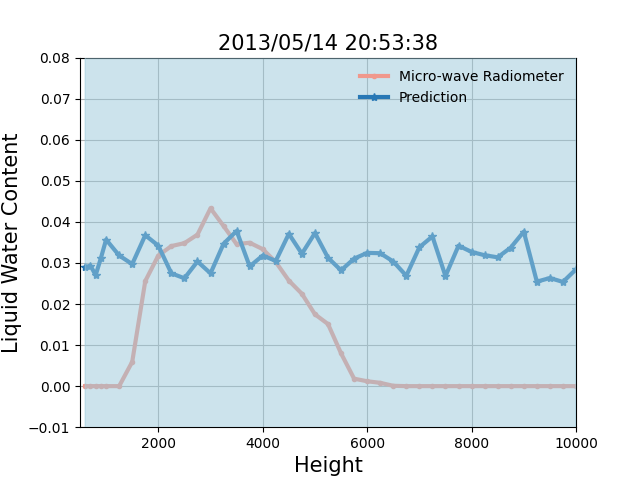 2013/05/14 20:53:38
Micro-wave Radiometer
Prediction
Liquid Water Content
0.08
0.07
0.06
0.05
0.04
0.03
0.02
0.01
0.00
−0.01
2000 4000 6000 8000 10000
Height